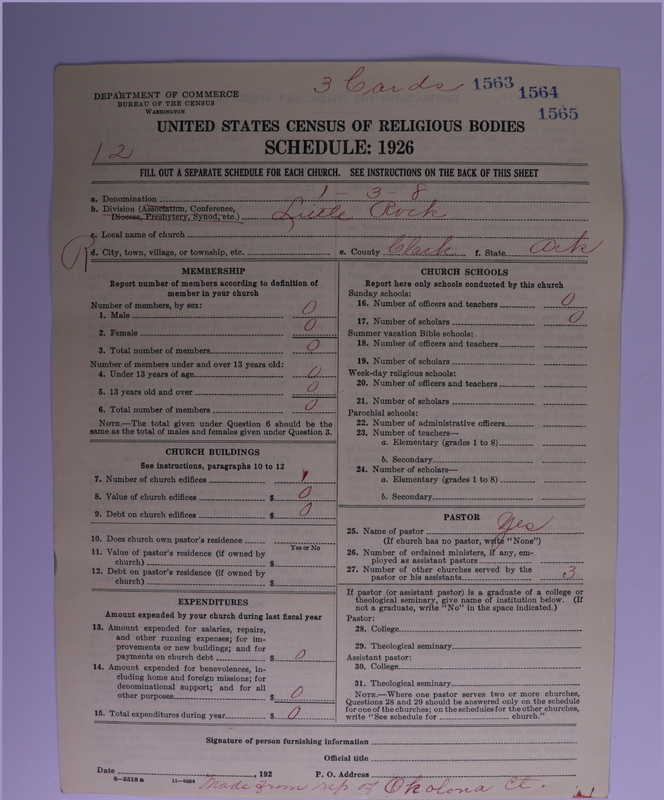 3 Cards 1563 1564
1565
DEPARTMENT OF COMMERCE
BUREAU OF THE CENSUS
WASHINGTON
UNITED STATES CENSUS OF RELIGIOUS BODIES
12
SCHEDULE: 1926
FILL OUT A SEPARATE SCHEDULE FOR EACH CHURCH. SEE INSTRUCTIONS ON THE BACK OF THIS SHEET
a. Denomination 1-3-8
b. Division (Association, Conference,
Diocese, Presbytery, Synod, etc.) Little Rock
c. Local name of church
R
d. City, town, village, or township, etc. e. County Clark f. State Ark
MEMBERSHIP
Report number of members according to definition of
member in your church
Number of members, by sex:
1. Male 0
2. Female 0
3. Total number of members 0
Number of members under and over 13 years old:
4. Under 13 years of age 0
5. 13 years old and over 0
6. Total number of members 0
NOTE.—The total given under Question 6 should be
same as the total of males and females given under Question 3.
CHURCH BUILDINGS
See instructions, paragraphs 10 to 12
7. Number of church edifices 1
8. Value of church edifices $ 0
9. Debt on church edifices $ 0
10. Does church own pastor's residence
Yes or No
11. Value of pastor's residence (if owned by
church) $
12. Debt on pastor's residence (if owned by
church) $
EXPENDITURES
Amount expended by your church during last fiscal year
13. Amount expended for salaries, repairs,
and other running expenses; for im-
provements or new buildings; and for
payments on church debt $ 0
14. Amount expended for benevolences, in-
cluding home and foreign missions; for
denominational support; and for all
other purposes $ 0
15. Total expenditures during year $ 0
CHURCH SCHOOLS
Report here only schools conducted by this church
Sunday schools:
16. Number of officers and teachers 0
17. Number of scholars 0
Summer vacation Bible schools:
18. Number of officers and teachers
19. Number of scholars
Week-day religious schools:
20. Number of officers and teachers
21. Number of scholars
Parochial schools:
22. Number of administrative officers
23. Number of teachers—
a. Elementary (grades 1 to 8)
b. Secondary
24. Number of scholars—
a. Elementary (grades 1 to 8)
b. Secondary
PASTOR
25. Name of pastor Yes
(If church has no pastor, write "None")
26. Number of ordained ministers, if any, em-
ployed as assistant pastors
27. Number of other churches served by the
pastor or his assistants 3
If pastor (or assistant pastor) is a graduate of a college or
theological seminary, give name of institution below. (If
not a graduate, write "No" in the space indicated.)
Pastor:
28. College
29. Theological seminary
Assistant pastor:
30. College
31. Theological seminary
NOTE.—Where one pastor serves two or more churches,
Questions 28 and 29 should be answered only on the schedule
for one of the churches; on the schedules for the other churches,
write "See schedule for church."
Signature of person furnishing information
Official title
Date , 192 P. O. Address
8—5518a 11—9264
Made from rep of Okolona Ct.